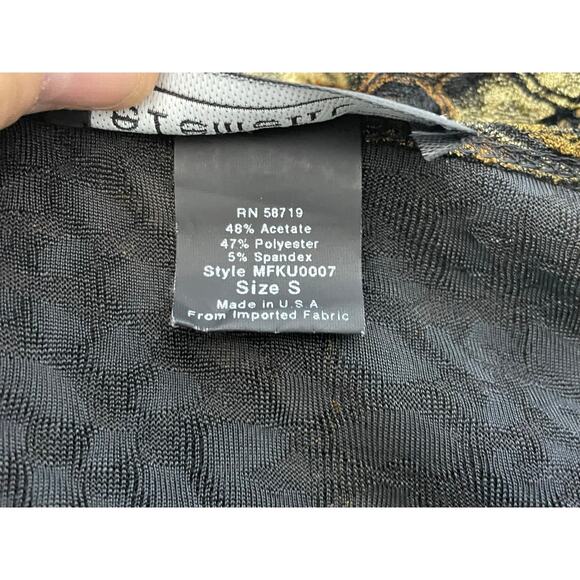 RN 58719
48% Acetate
47% Polyester
5% Spandex
Style MFKU0007
Size S
Made in U.S.A
From Imported Fabric